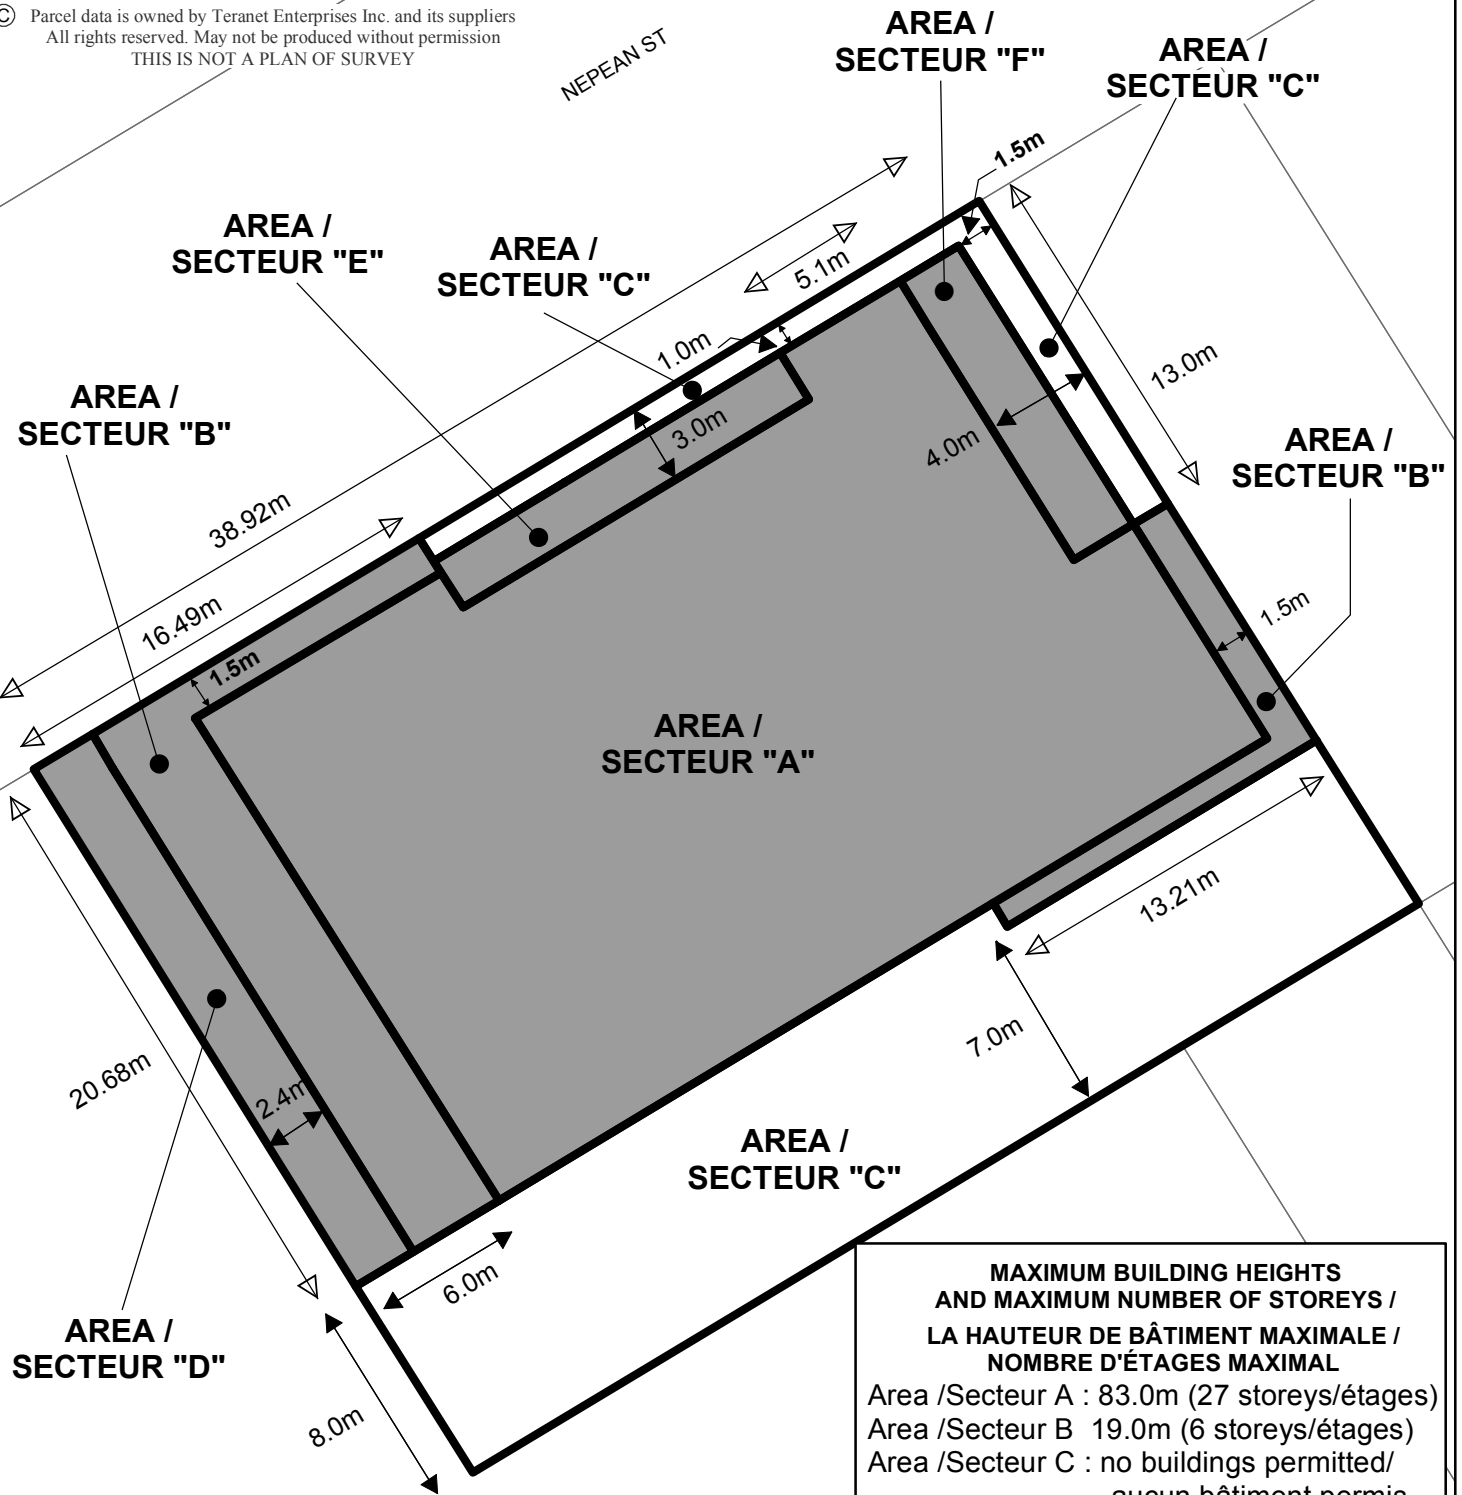 © Parcel data is owned by Teranet Enterprises Inc. and its suppliers
All rights reserved. May not be produced without permission
THIS IS NOT A PLAN OF SURVEY
NEPEAN ST
AREA /
SECTEUR "F"
AREA /
SECTEUR "C"
1.5m
AREA /
SECTEUR "E"
AREA /
SECTEUR "C"
5.1m
1.0m
13.0m
AREA /
SECTEUR "B"
3.0m
4.0m
AREA /
SECTEUR "B"
38.92m
16.49m
1.5m
1.5m
AREA /
SECTEUR "A"
13.21m
7.0m
20.68m
2.4m
AREA /
SECTEUR "C"
6.0m
AREA /
SECTEUR "D"
8.0m
MAXIMUM BUILDING HEIGHTS
AND MAXIMUM NUMBER OF STOREYS /
LA HAUTEUR DE BÂTIMENT MAXIMALE /
NOMBRE D'ÉTAGES MAXIMAL
Area /Secteur A : 83.0m (27 storeys/étages)
Area /Secteur B 19.0m (6 storeys/étages)
Area /Secteur C : no buildings permitted/
aucun bâtiment permis